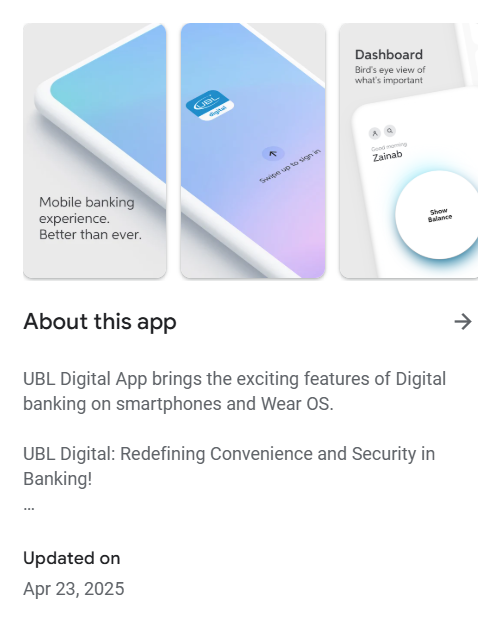 Mobile banking
experience.
Better than ever.
UBL
digital
Swipe up to sign in
Dashboard
Bird's eye view of
what's important
Good morning
Zainab
Show
Balance
About this app
UBL Digital App brings the exciting features of Digital
banking on smartphones and Wear OS.
UBL Digital: Redefining Convenience and Security in
Banking!
…
Updated on
Apr 23, 2025